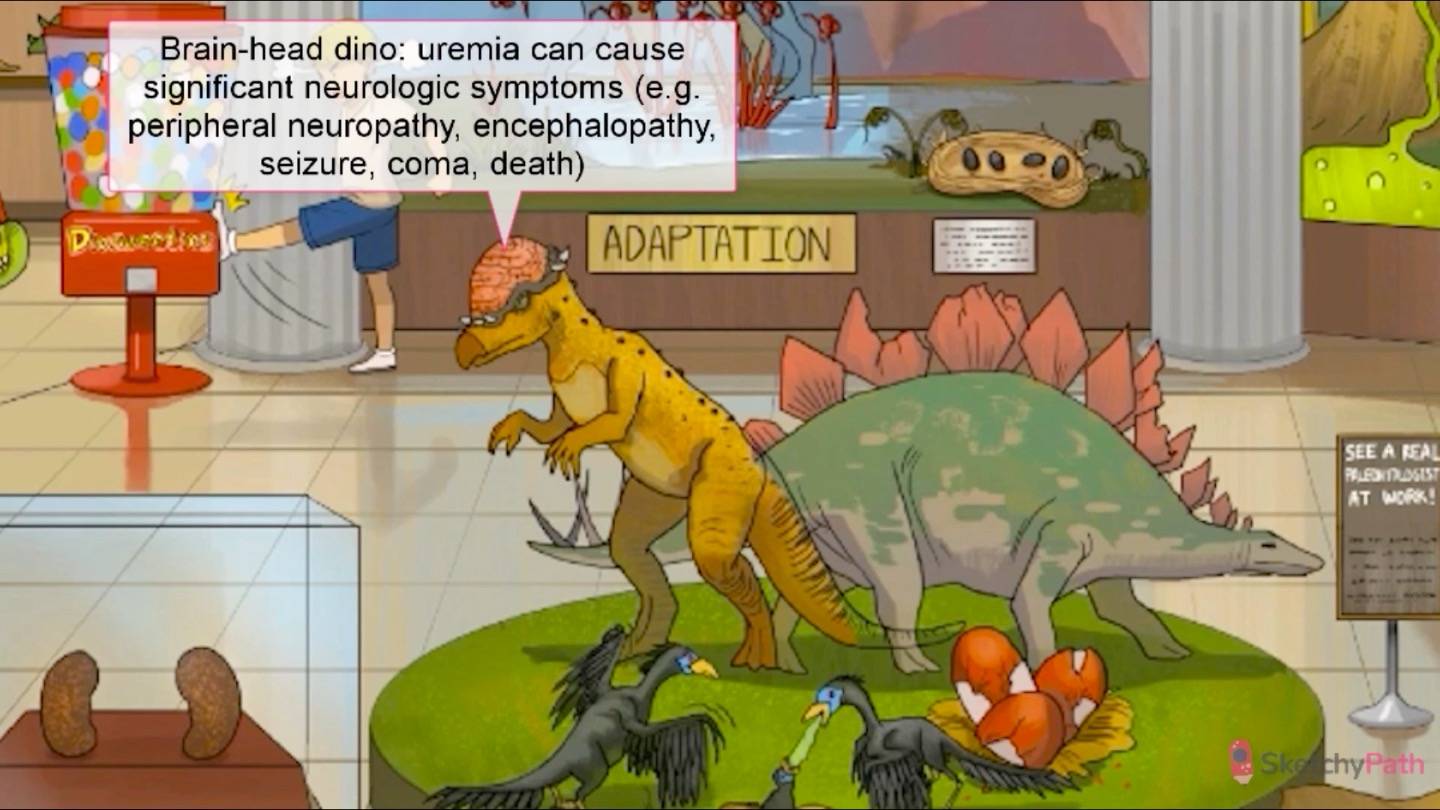 Brain-head dino: uremia can cause
significant neurologic symptoms (e.g.
peripheral neuropathy, encephalopathy,
seizure, coma, death)
ADAPTATION
SEE A REAL
PALEONTOLOGIST
AT WORK!
SketchyPath